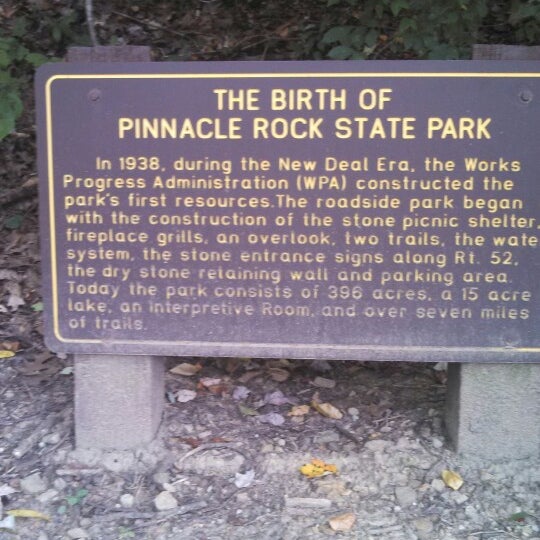 THE BIRTH OF
PINNACLE ROCK STATE PARK
In 1938, during the New Deal Era, the Works
Progress Administration (WPA) constructed the
park's first resources.The roadside park began
with the construction of the stone picnic shelter,
fireplace grills, an overlook, two trails, the wate
system, the stone entrance signs along Rt. 52,
the dry stone retaining wall and parking area.
Today the park consists of 396 acres, a 15 acre
lake, an Interpretive Room, and over seven miles
of trails.